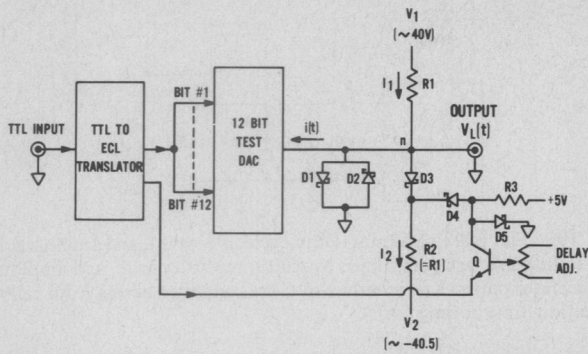 V1
(~40V)
I1
R1
OUTPUT
VL(t)
TTL INPUT
TTL TO
ECL
TRANSLATOR
BIT #1
BIT #12
12 BIT
TEST
DAC
i(t)
n
D1
D2
D3
D4
R3
+5V
D5
I2
R2
(=R1)
Q
DELAY
ADJ.
V2
(~ -40.5)